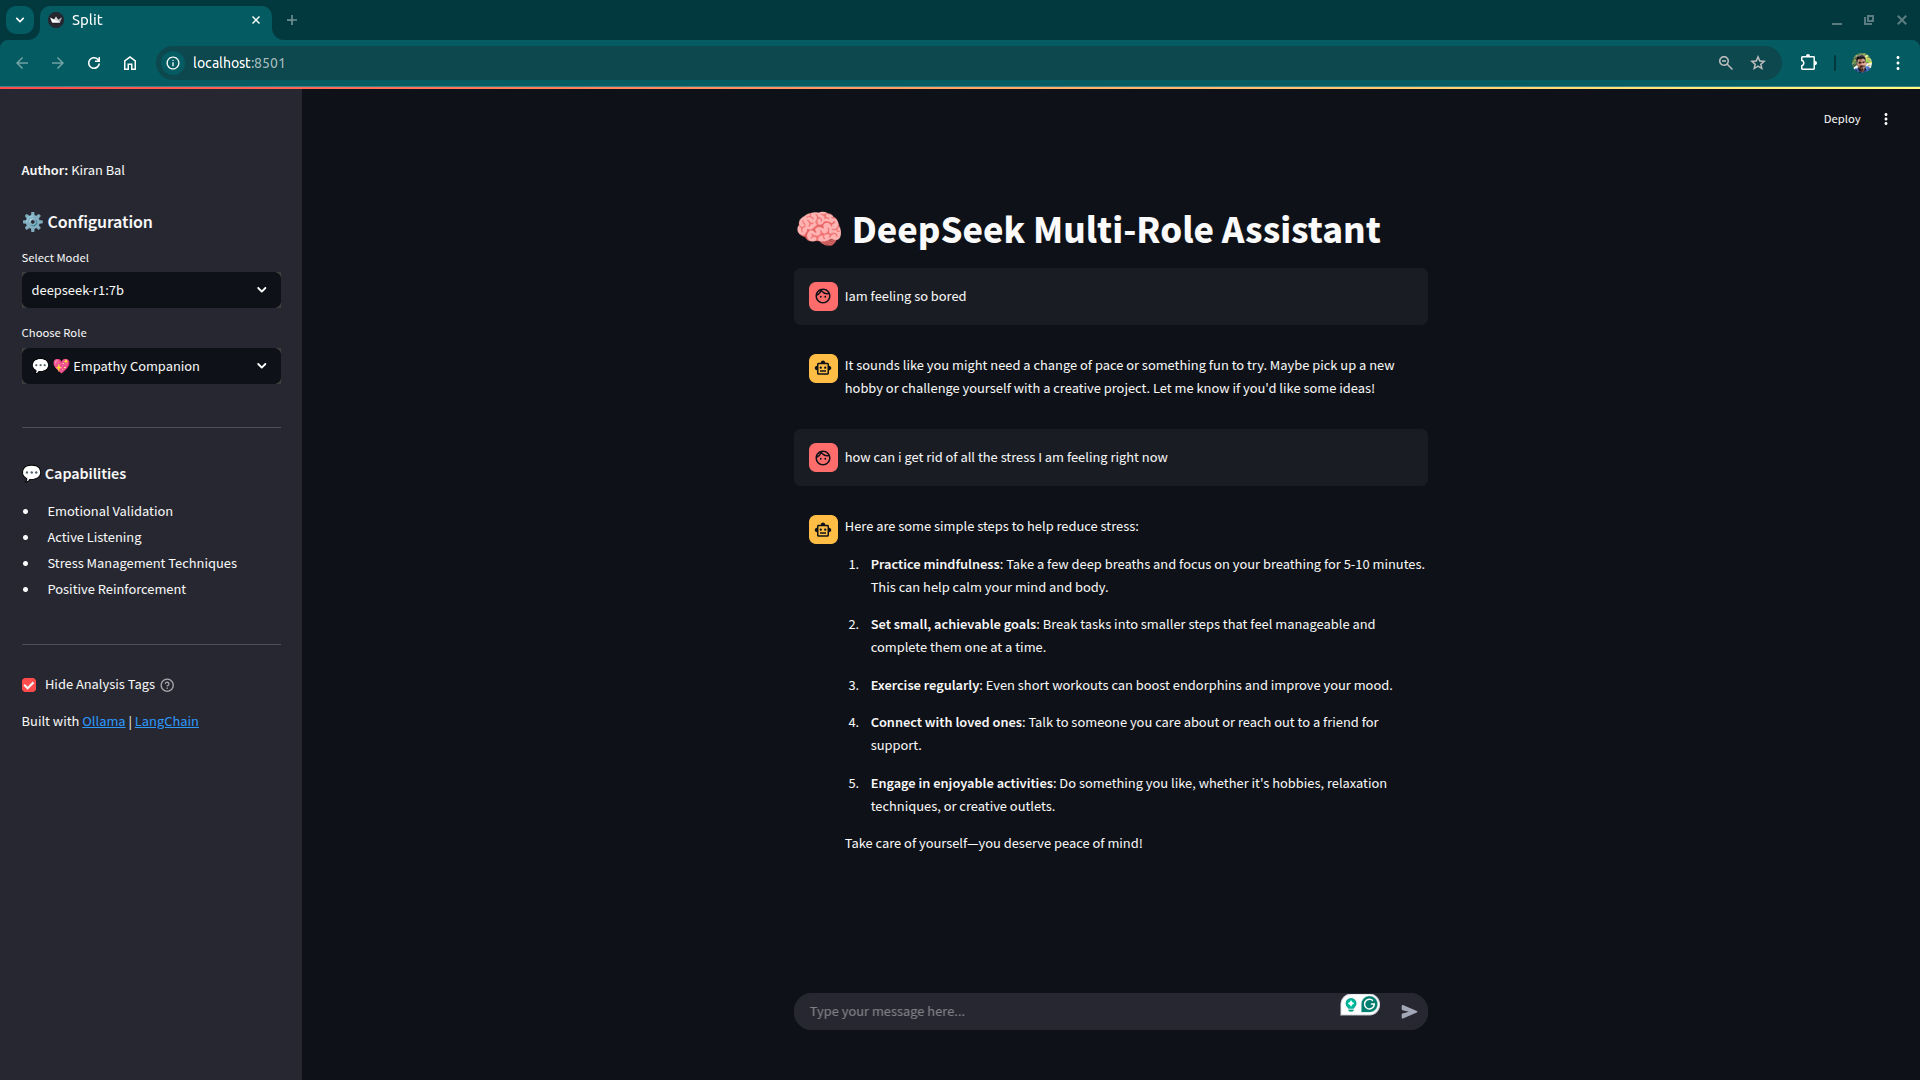 Split
localhost:8501
Deploy
Author: Kiran Bal
Configuration
Select Model
deepseek-r1:7b
Choose Role
Empathy Companion
Capabilities
Emotional Validation
Active Listening
Stress Management Techniques
Positive Reinforcement
Hide Analysis Tags
Built with Ollama | LangChain
DeepSeek Multi-Role Assistant
Iam feeling so bored
It sounds like you might need a change of pace or something fun to try. Maybe pick up a new
hobby or challenge yourself with a creative project. Let me know if you'd like some ideas!
how can i get rid of all the stress I am feeling right now
Here are some simple steps to help reduce stress:
1. Practice mindfulness: Take a few deep breaths and focus on your breathing for 5-10 minutes.
This can help calm your mind and body.
2. Set small, achievable goals: Break tasks into smaller steps that feel manageable and
complete them one at a time.
3. Exercise regularly: Even short workouts can boost endorphins and improve your mood.
4. Connect with loved ones: Talk to someone you care about or reach out to a friend for
support.
5. Engage in enjoyable activities: Do something you like, whether it's hobbies, relaxation
techniques, or creative outlets.
Take care of yourself—you deserve peace of mind!
Type your message here...